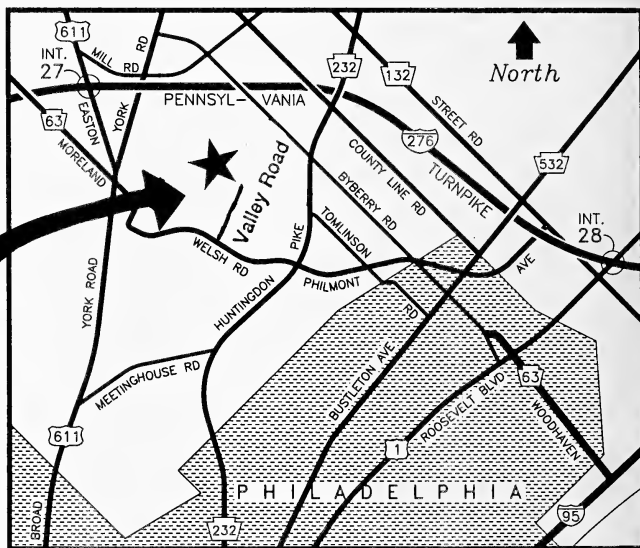 611
INT.
27
MILL RD
RD
232
132
North
STREET RD
PENNSYL- VANIA
EASTON
YORK
63
MORELAND
276
TURNPIKE
532
COUNTY LINE RD
BYBERRY RD
Valley Road
INT.
28
WELSH RD
PIKE
TOMLINSON
RD
PHILMONT
AVE
HUNTINGDON
YORK ROAD
MEETINGHOUSE RD
BUSTLETON AVE
ROOSEVELT BLVD
63
WOODHAVEN
611
1
PHILADELPHIA
BROAD
232
95